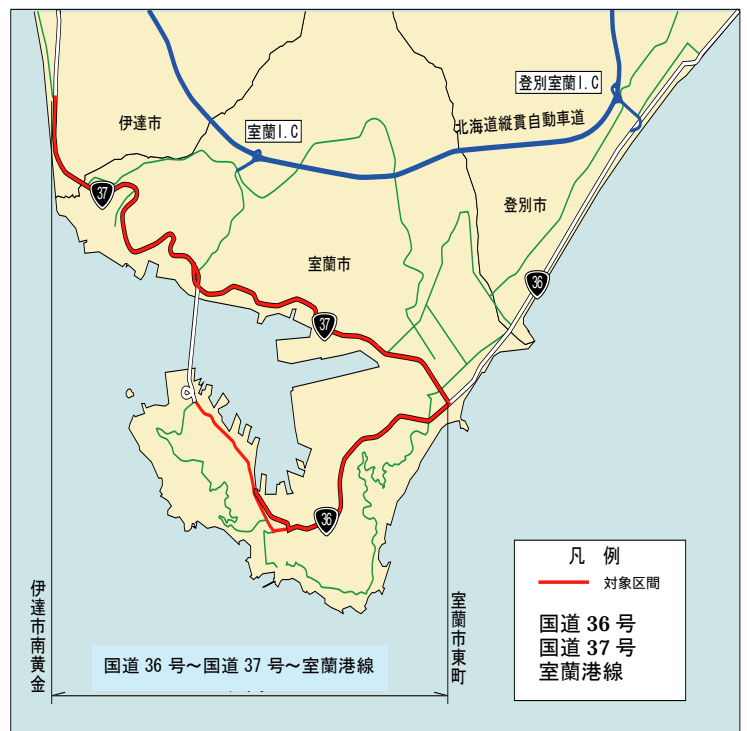 登別室蘭I.C
北海道縦貫自動車道
伊達市
室蘭I.C
37
登別市
室蘭市
36
37
36
凡 例
対象区間
国道 36 号
国道 37 号
室蘭港線
伊達市南黄金
室蘭市東町
国道 36 号～国道 37 号～室蘭港線